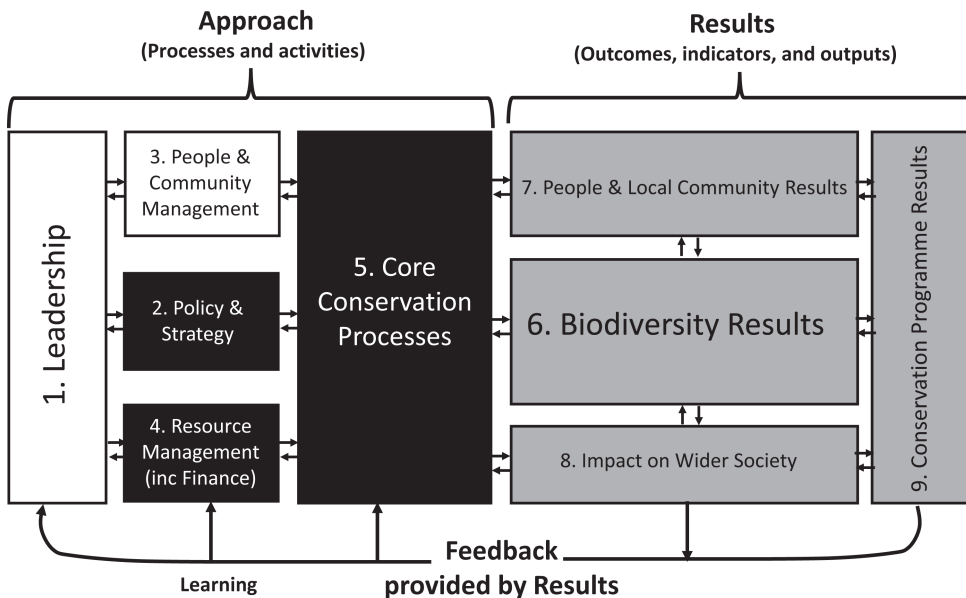 Approach
(Processes and activities)
Results
(Outcomes, indicators, and outputs)
1. Leadership
3. People &
Community
Management
2. Policy &
Strategy
4. Resource
Management
(inc Finance)
5. Core
Conservation
Processes
7. People & Local Community Results
6. Biodiversity Results
8. Impact on Wider Society
9. Conservation Programme Results
Feedback
provided by Results
Learning